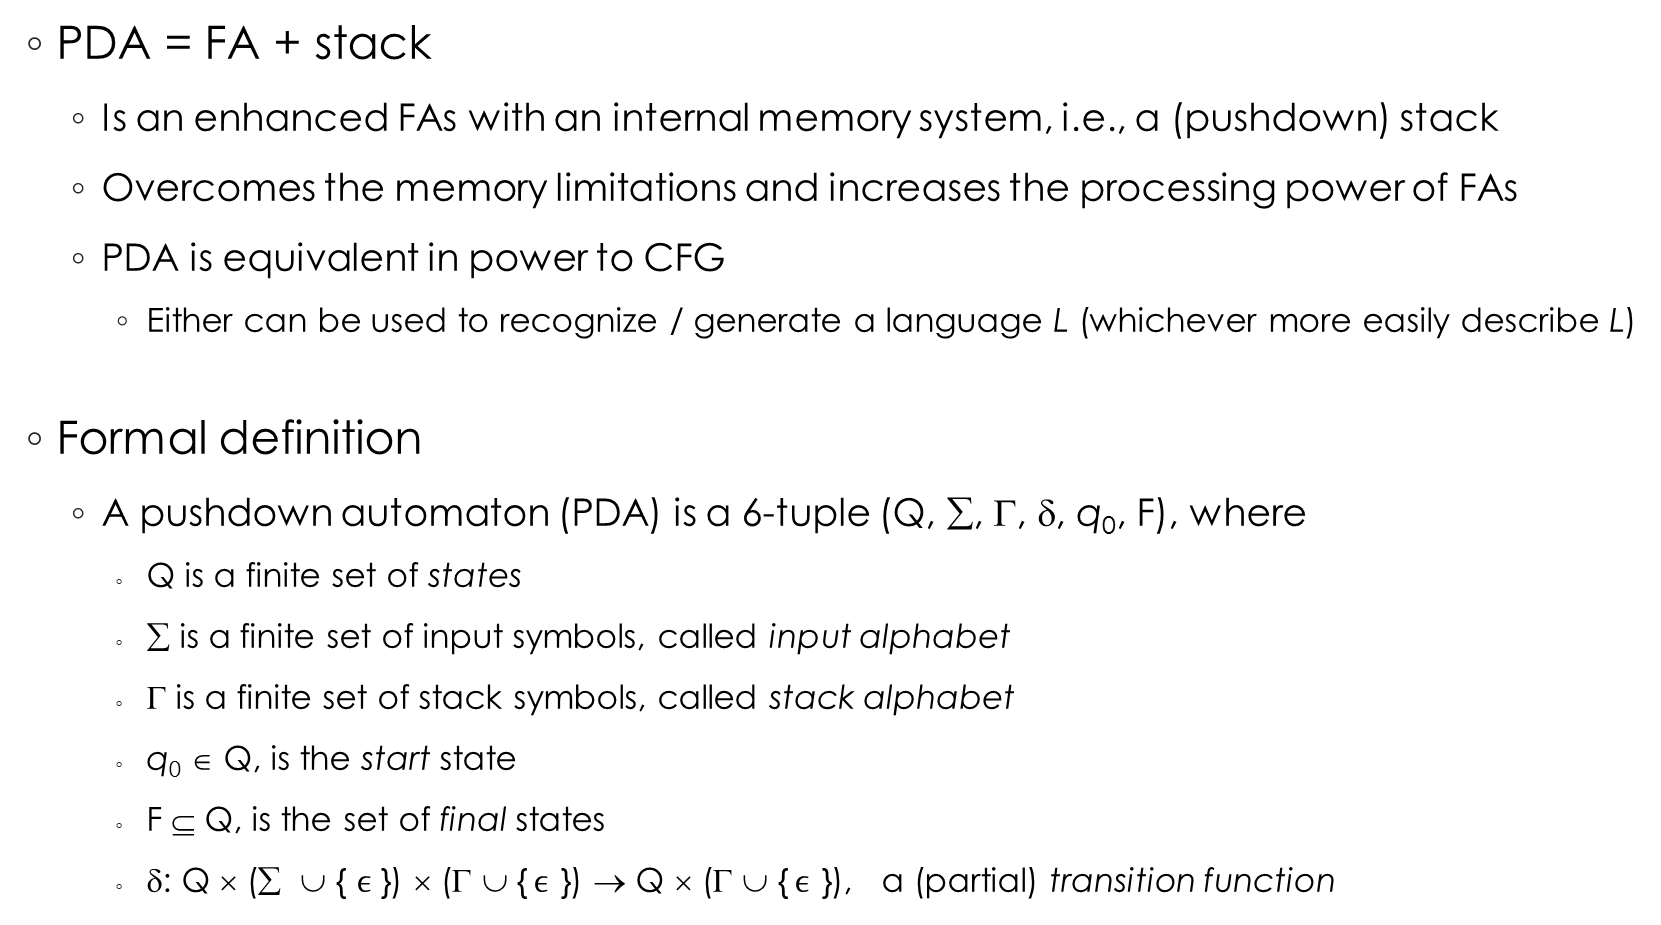 ◦ PDA = FA + stack
◦ Is an enhanced FAs with an internal memory system, i.e., a (pushdown) stack
◦ Overcomes the memory limitations and increases the processing power of FAs
◦ PDA is equivalent in power to CFG
◦ Either can be used to recognize / generate a language L (whichever more easily describe L)
◦ Formal definition
◦ A pushdown automaton (PDA) is a 6-tuple (Q, Σ, Γ, δ, q₀, F), where
◦ Q is a finite set of states
◦ Σ is a finite set of input symbols, called input alphabet
◦ Γ is a finite set of stack symbols, called stack alphabet
◦ q₀ ∈ Q, is the start state
◦ F ⊆ Q, is the set of final states
◦ δ: Q × (Σ ∪ { ϵ }) × (Γ ∪ { ϵ }) → Q × (Γ ∪ { ϵ }), a (partial) transition function